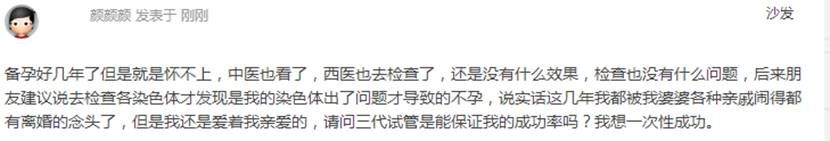 颜颜颜 发表于 刚刚 沙发
备孕好几年了但是就是怀不上，中医也看了，西医也去检查了，还是没有什么效果，检查也没有什么问题，后来朋
友建议说去检查各染色体才发现是我的染色体出了问题才导致的不孕，说实话这几年我都被我婆婆各种亲戚闹得都
有离婚的念头了，但是我还是爱着我亲爱的，请问三代试管是能保证我的成功率吗？我想一次性成功。